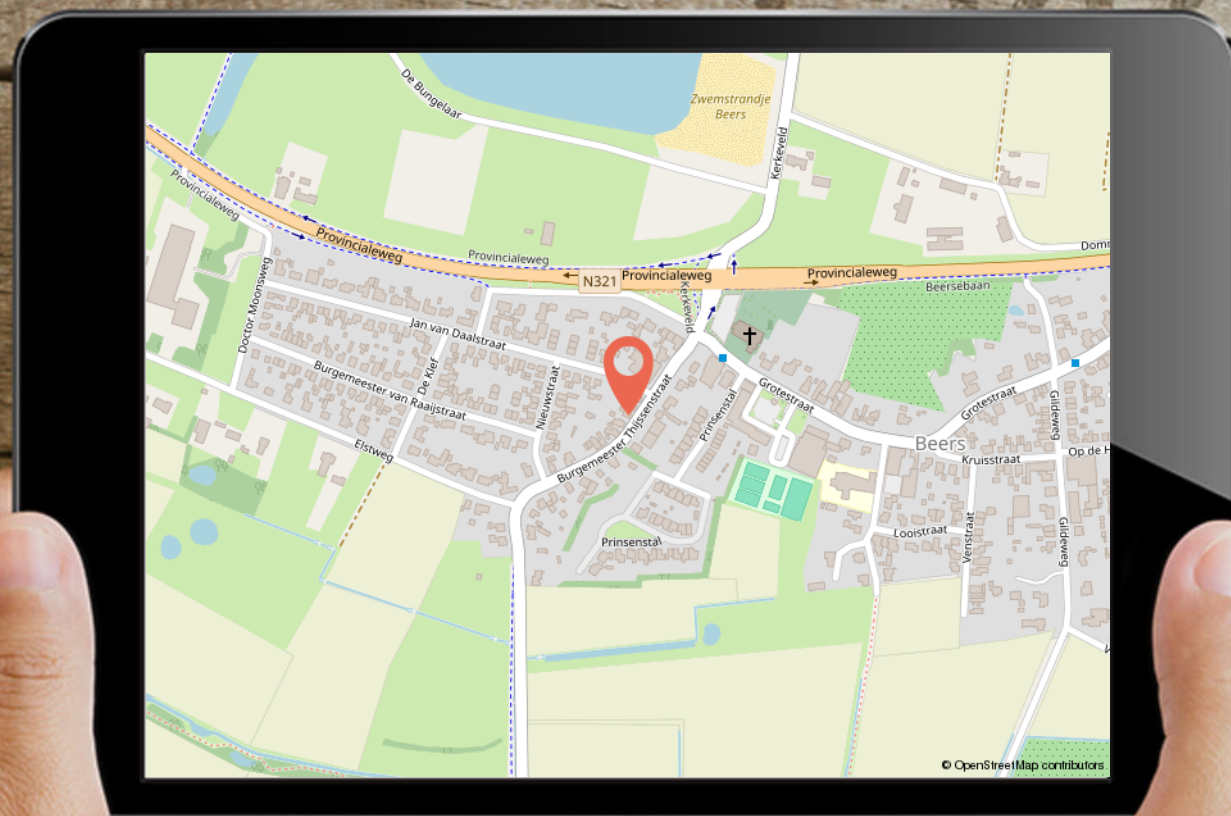 De Bungelaar
Zwemstrandje
Beers
Kerkeveld
Provincialeweg
Provincialeweg
Provincialeweg
N321
Provincialeweg
Provincialeweg
Beersebaan
Kerkeveld
Doctor Moonsweg
Jan van Daalstraat
De Klef
Burgemeester van Raaijstraat
Nieuwstraat
Burgemeester Thijssenstraat
Elstweg
Prinsenstal
Grotestraat
Grotestraat
Beers
Kruisstraat
Gildeweg
Op de H
Prinsenstal
Looistraat
Venstraat
Gildeweg
© OpenStreetMap contributors